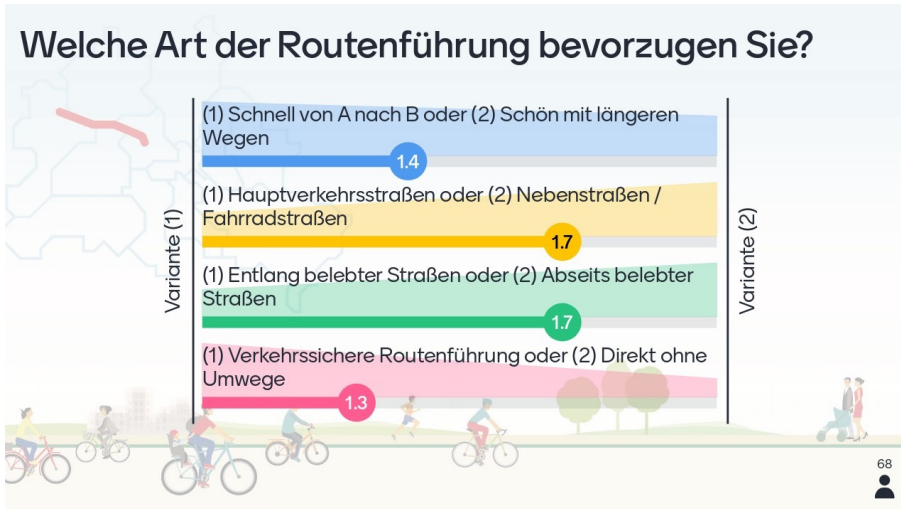 Welche Art der Routenführung bevorzugen Sie?
(1) Schnell von A nach B oder (2) Schön mit längeren
Wegen
1.4
(1) Hauptverkehrsstraßen oder (2) Nebenstraßen /
Fahrradstraßen
1.7
(1) Entlang belebter Straßen oder (2) Abseits belebter
Straßen
1.7
(1) Verkehrssichere Routenführung oder (2) Direkt ohne
Umwege
1.3
Variante (1)
Variante (2)
68